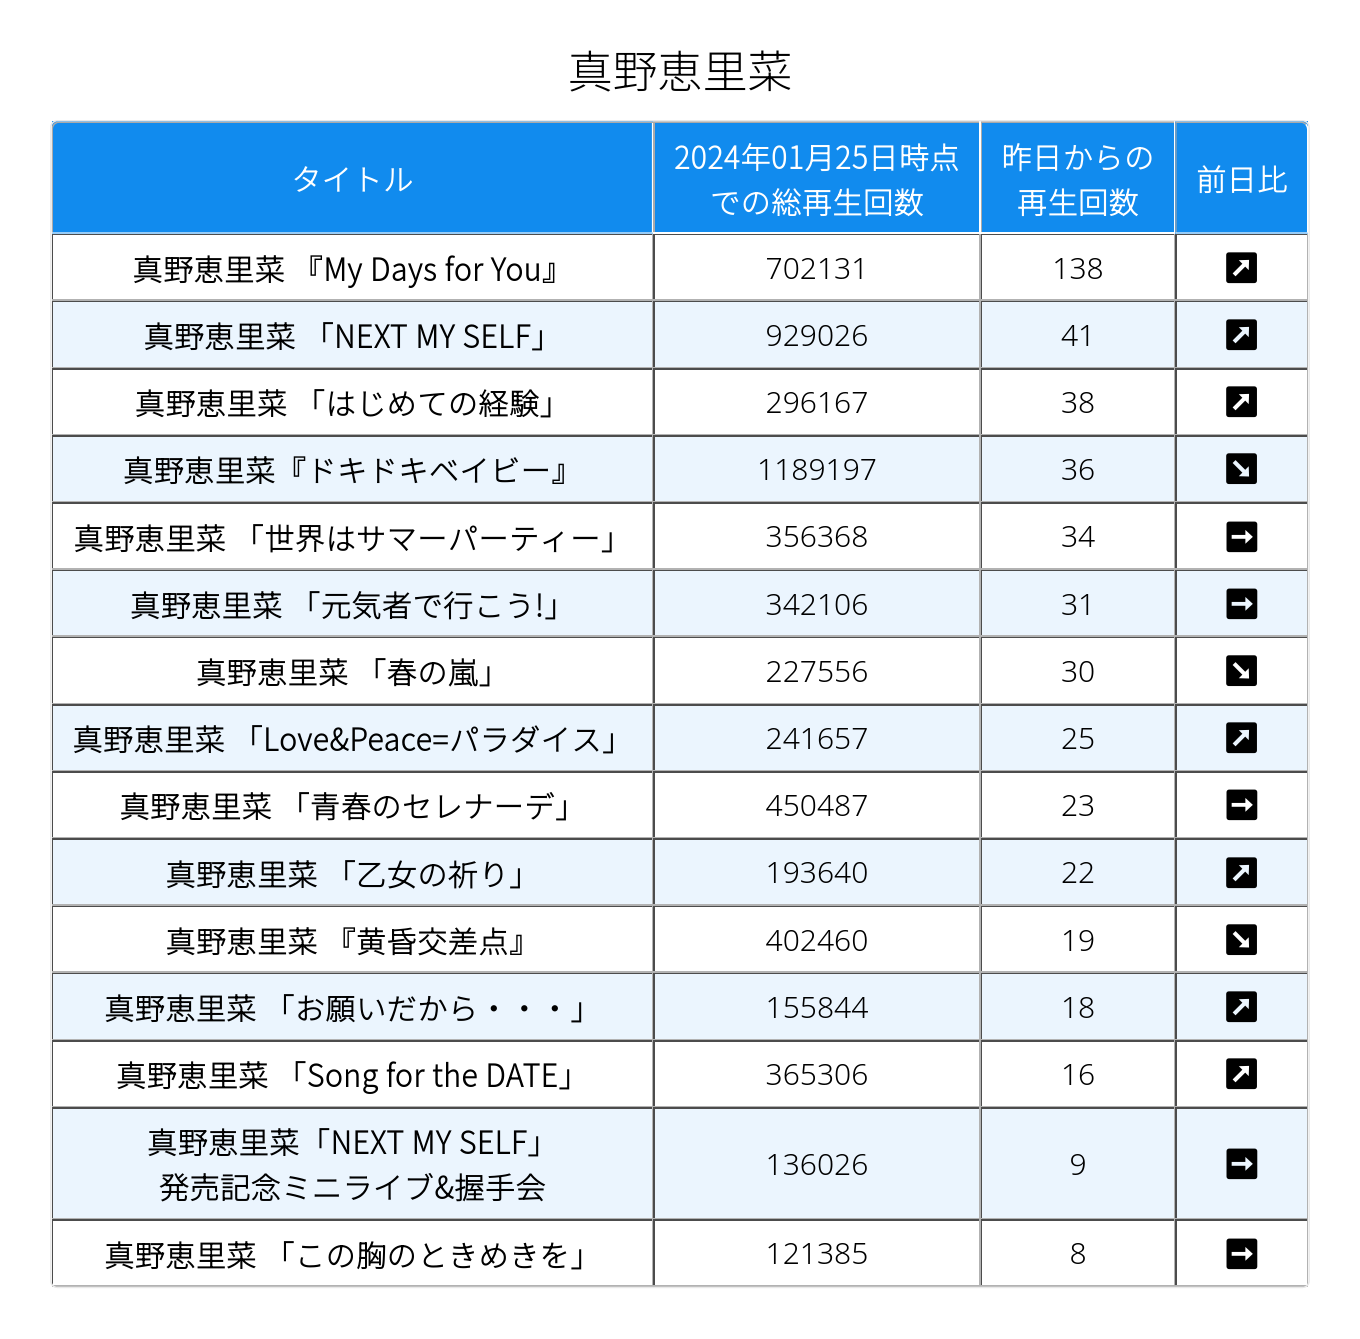 真野恵里菜
タイトル
2024年01月25日時点
での総再生回数
昨日からの
再生回数
前日比
真野恵里菜 『My Days for You』 702131 138
真野恵里菜 「NEXT MY SELF」 929026 41
真野恵里菜 「はじめての経験」 296167 38
真野恵里菜『ドキドキベイビー』 1189197 36
真野恵里菜 「世界はサマーパーティー」 356368 34
真野恵里菜 「元気者で行こう!」 342106 31
真野恵里菜 「春の嵐」 227556 30
真野恵里菜 「Love&Peace=パラダイス」 241657 25
真野恵里菜 「青春のセレナーデ」 450487 23
真野恵里菜 「乙女の祈り」 193640 22
真野恵里菜 『黄昏交差点』 402460 19
真野恵里菜 「お願いだから・・・」 155844 18
真野恵里菜 「Song for the DATE」 365306 16
真野恵里菜「NEXT MY SELF」
発売記念ミニライブ&握手会
136026 9
真野恵里菜 「この胸のときめきを」 121385 8